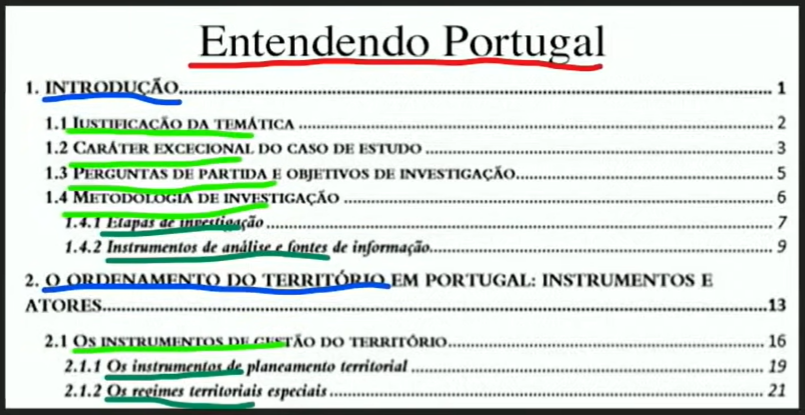 Entendendo Portugal
1. INTRODUÇÃO.......... 1
1.1 JUSTIFICAÇÃO DA TEMÁTICA .......... 2
1.2 CARÁTER EXCECIONAL DO CASO DE ESTUDO .......... 3
1.3 PERGUNTAS DE PARTIDA E OBJETIVOS DE INVESTIGAÇÃO.......... 5
1.4 METODOLOGIA DE INVESTIGAÇÃO .......... 6
1.4.1 Etapas de investigação .......... 7
1.4.2 Instrumentos de análise e fontes de informação.......... 9
2. O ORDENAMENTO DO TERRITÓRIO EM PORTUGAL: INSTRUMENTOS E
ATORES.......... 13
2.1 OS INSTRUMENTOS DE GESTÃO DO TERRITÓRIO.......... 16
2.1.1 Os instrumentos de planeamento territorial .......... 19
2.1.2 Os regimes territoriais especiais .......... 21